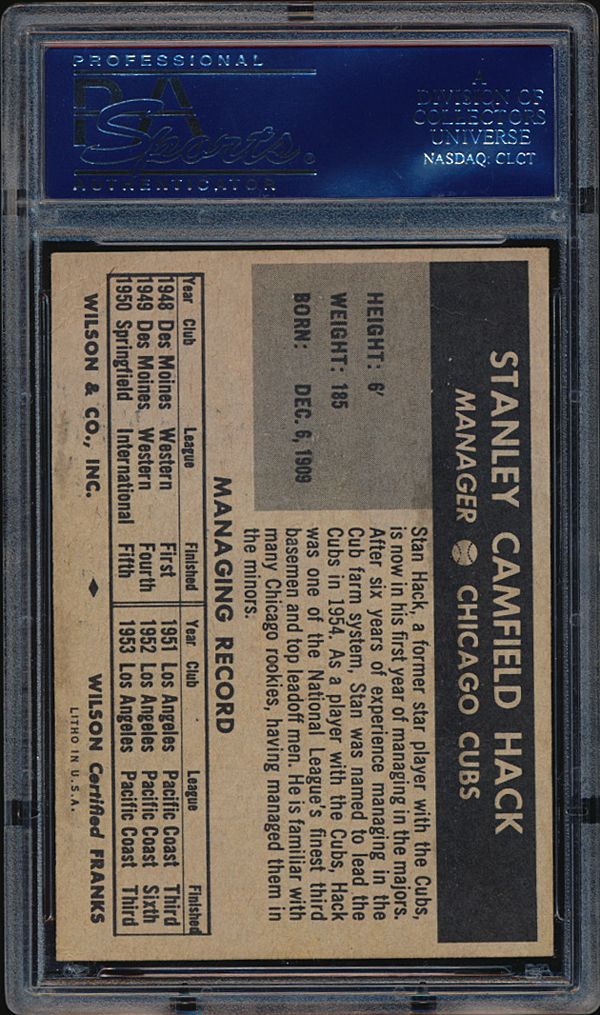 PROFESSIONAL
PSA
Sports®
AUTHENTICATOR
A
DIVISION OF
COLLECTORS
UNIVERSE
NASDAQ: CLCT
STANLEY CAMFIELD HACK
MANAGER CHICAGO CUBS
HEIGHT: 6'
WEIGHT: 185
BORN: DEC. 6, 1909
Stan Hack, a former star player with the Cubs,
is now in his first year of managing in the majors.
After six years of experience managing in the
Cub farm system, Stan was named to lead the
Cubs in 1954. As a player with the Cubs, Hack
was one of the National League's finest third
basemen and top leadoff men. He is familiar with
many Chicago rookies, having managed them in
the minors.
MANAGING RECORD
Year Club League Finished Year Club League Finished
1948 Des Moines Western First 1951 Los Angeles Pacific Coast Third
1949 Des Moines Western Fourth 1952 Los Angeles Pacific Coast Sixth
1950 Springfield International Fifth 1953 Los Angeles Pacific Coast Third
WILSON & CO., INC. ♦ WILSON Certified FRANKS
LITHO IN U.S.A.